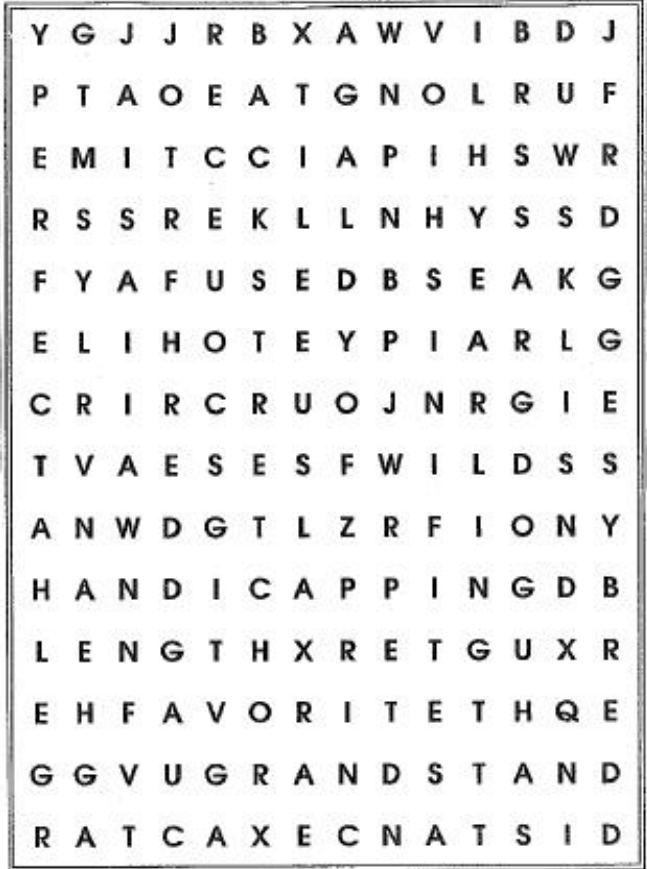 Y G J J R B X A W V I B D J
P T A O E A T G N O L R U F
E M I T C C I A P I H S W R
R S S R E K L L N H Y S S D
F Y A F U S E D B S E A K G
E L I H O T E Y P I A R L G
C R I R C R U O J N R G I E
T V A E S E S F W I L D S S
A N W D G T L Z R F I O N Y
H A N D I C A P P I N G D B
L E N G T H X R E T G U X R
E H F A V O R I T E T H Q E
G G V U G R A N D S T A N D
R A T C A X E C N A T S I D